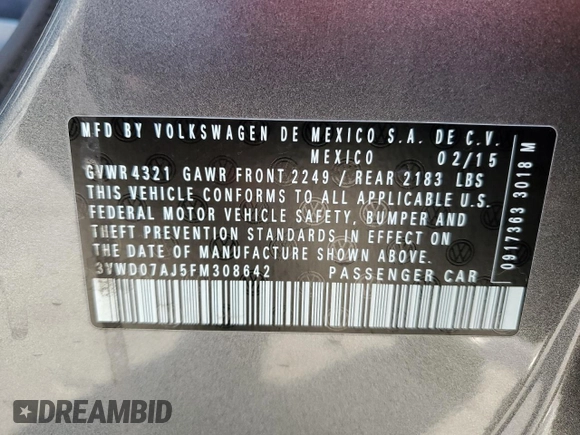 MFD BY VOLKSWAGEN DE MEXICO S.A. DE C.V.
MEXICO 02/15
GVWR 4321 GAWR FRONT 2249 / REAR 2183 LBS
THIS VEHICLE CONFORMS TO ALL APPLICABLE U.S.
FEDERAL MOTOR VEHICLE SAFETY, BUMPER AND
THEFT PREVENTION STANDARDS IN EFFECT ON
THE DATE OF MANUFACTURE SHOWN ABOVE.
3VWD07AJ5FM308642 PASSENGER CAR
0917363 3018 M
DREAMBID